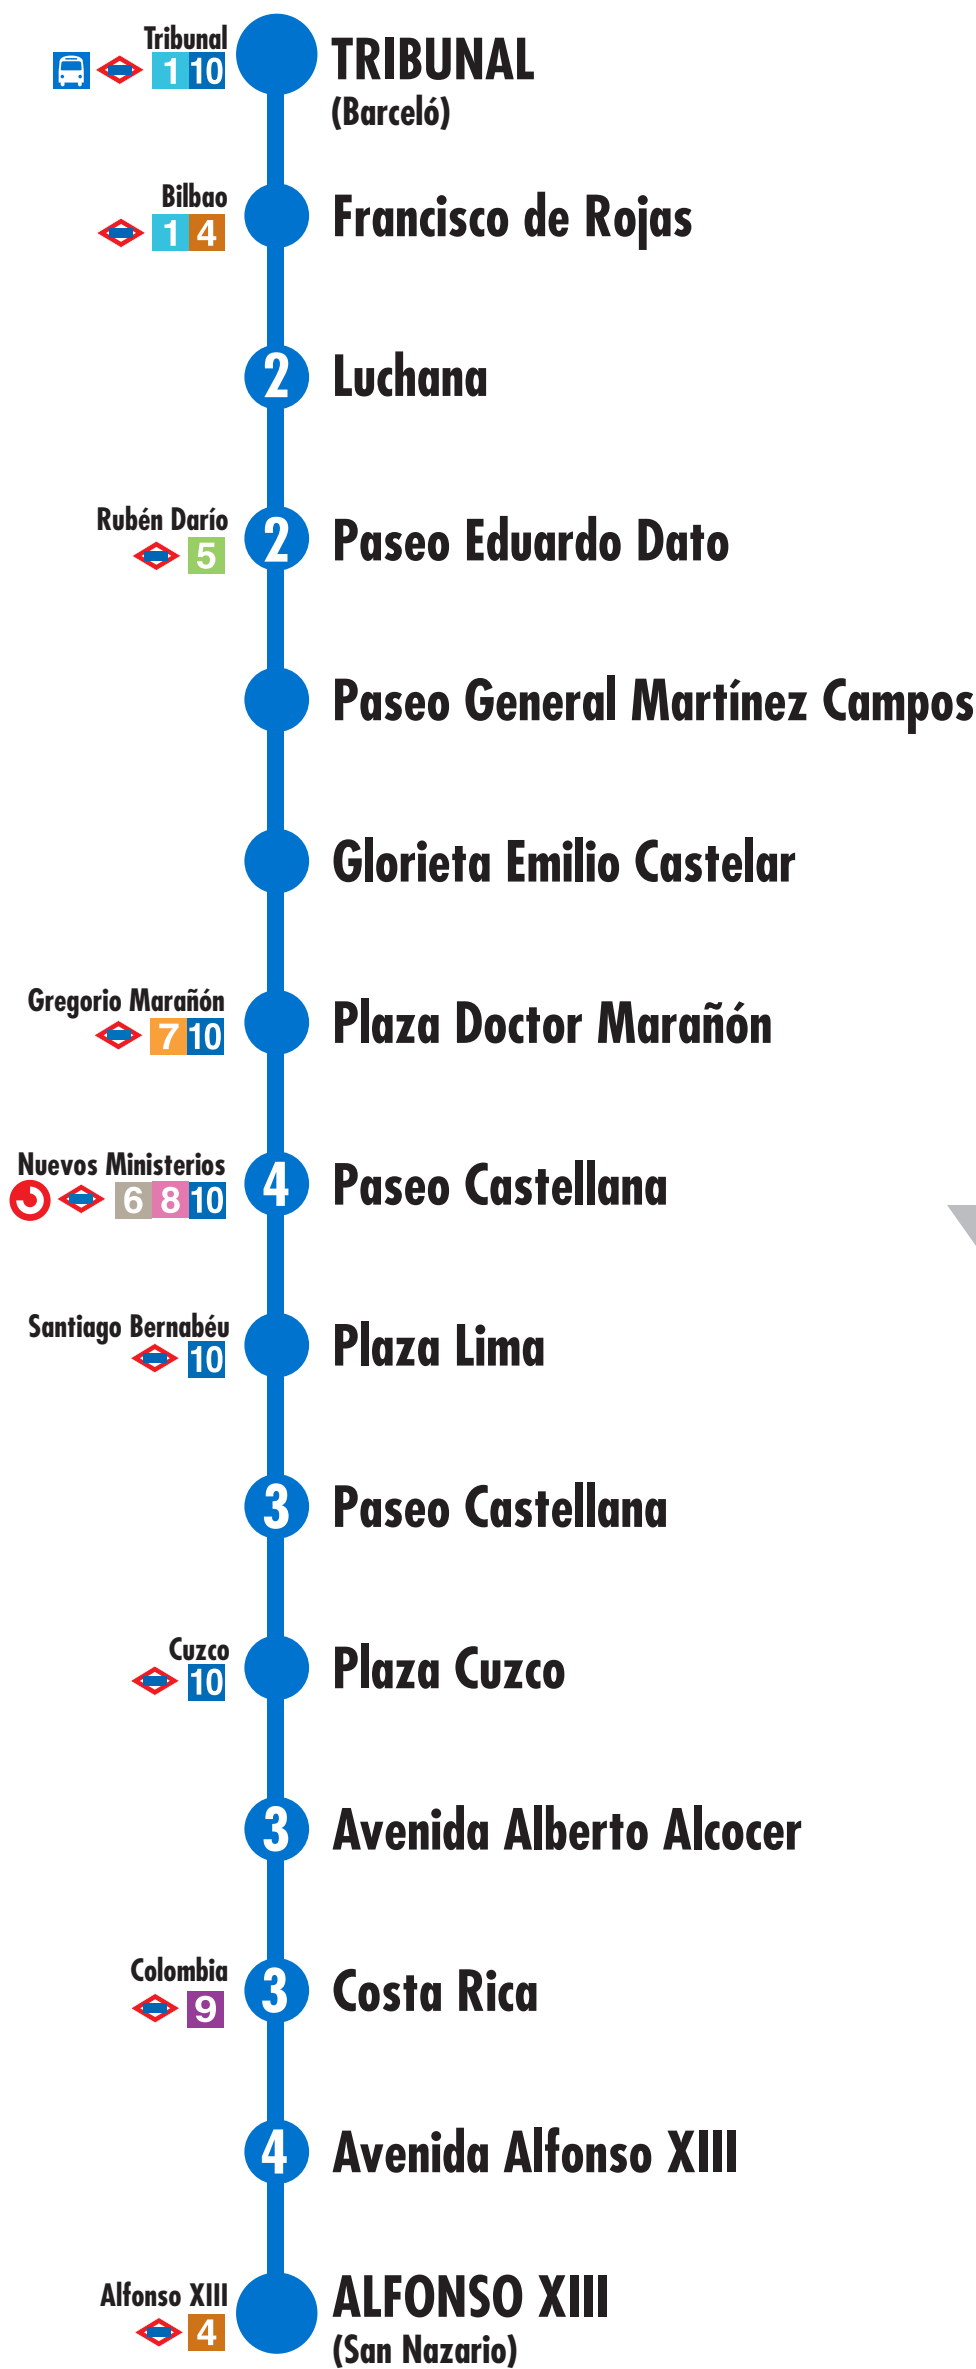 Tribunal
1 10
TRIBUNAL
(Barceló)
Bilbao
1 4
Francisco de Rojas
2
Luchana
Rubén Darío
5
2
Paseo Eduardo Dato
Paseo General Martínez Campos
Glorieta Emilio Castelar
Gregorio Marañón
7 10
Plaza Doctor Marañón
Nuevos Ministerios
6 8 10
4
Paseo Castellana
Santiago Bernabéu
10
Plaza Lima
3
Paseo Castellana
Cuzco
10
Plaza Cuzco
3
Avenida Alberto Alcocer
Colombia
9
3
Costa Rica
4
Avenida Alfonso XIII
Alfonso XIII
4
ALFONSO XIII
(San Nazario)